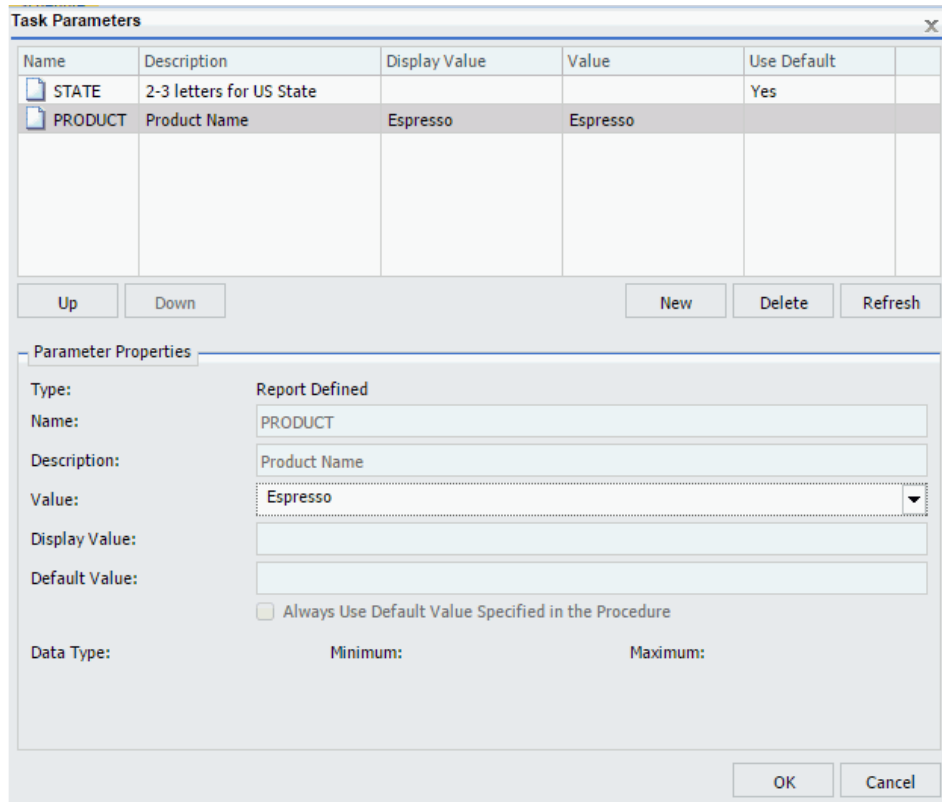 Task Parameters
Name Description Display Value Value Use Default
STATE 2-3 letters for US State Yes
PRODUCT Product Name Espresso Espresso
Up Down New Delete Refresh
Parameter Properties
Type: Report Defined
Name: PRODUCT
Description: Product Name
Value: Espresso
Display Value:
Default Value:
Always Use Default Value Specified in the Procedure
Data Type: Minimum: Maximum:
OK Cancel